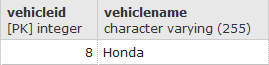 vehicleid vehiclename
[PK] integer character varying (255)
8 Honda